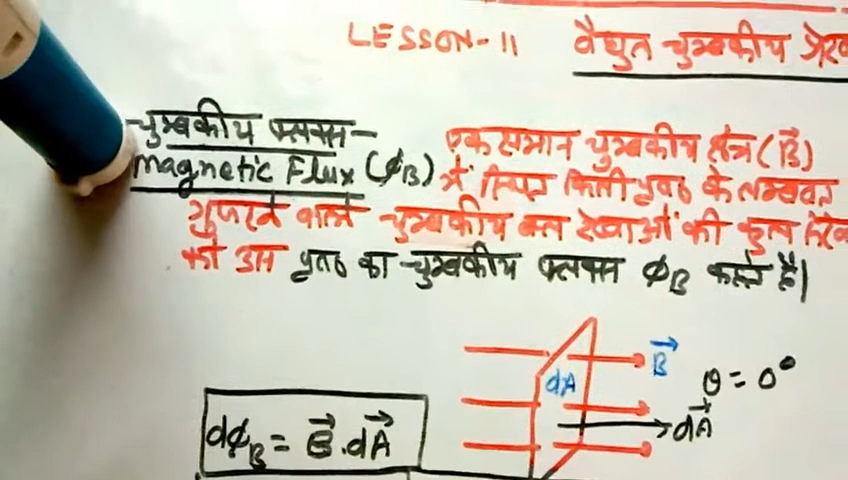 LESSON-11 वैद्युत चुम्बकीय
चुम्बकीय फ्लक्स-
Magnetic Flux (ϕB)
एक समान चुम्बकीय क्षेत्र (B⃗)
में स्थित किसी पृष्ठ के लम्बवत
गुजरने वाली चुम्बकीय बल रेखाओं की कुल
को उस पृष्ठ का चुम्बकीय फ्लक्स ϕB कहते हैं।
B⃗
dA
θ = 0°
dA⃗
dϕB = B⃗.dA⃗